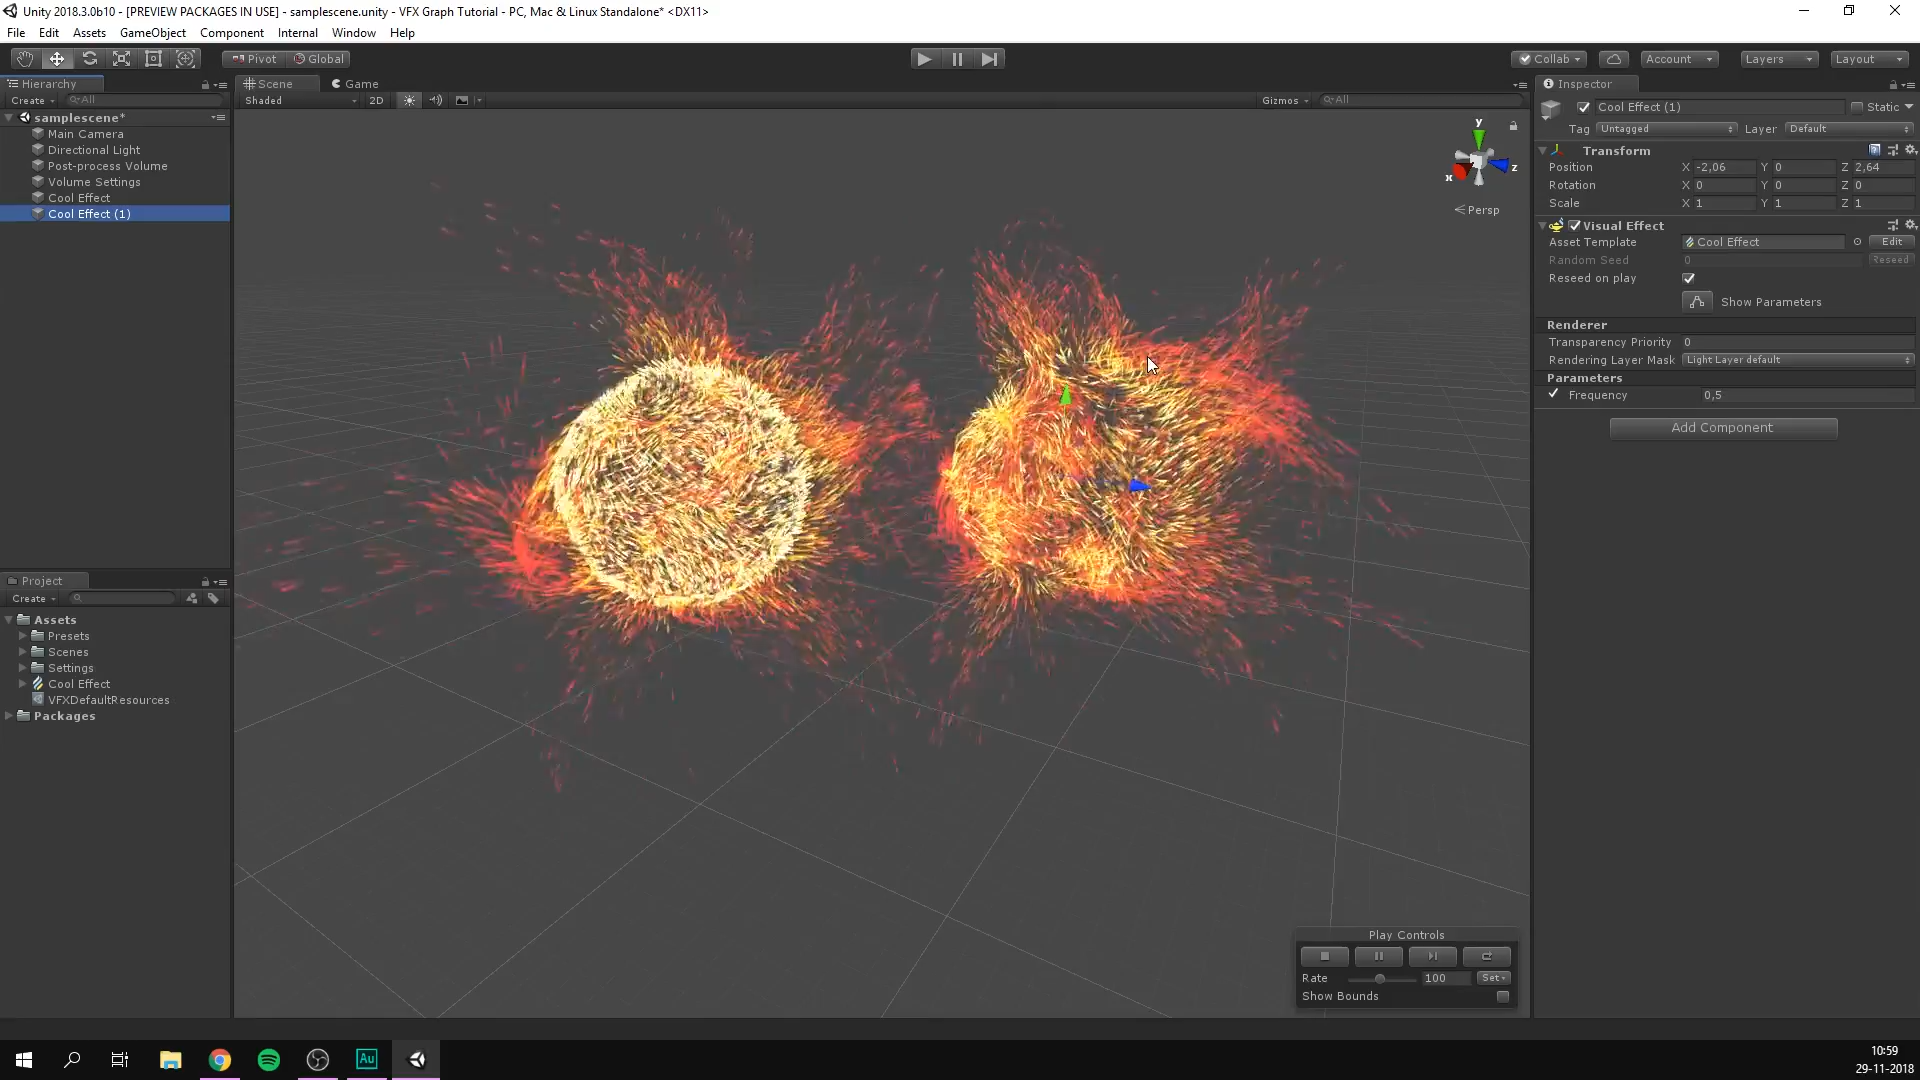 Unity 2018.3.0b10 - [PREVIEW PACKAGES IN USE] - samplescene.unity - VFX Graph Tutorial - PC, Mac & Linux Standalone* <DX11>
File Edit Assets GameObject Component Internal Window Help
Pivot Global Collab Account Layers Layout
Hierarchy
Create All
samplescene*
Main Camera
Directional Light
Post-process Volume
Volume Settings
Cool Effect
Cool Effect (1)
Project
Create
Assets
Presets
Scenes
Settings
Cool Effect
VFXDefaultResources
Packages
Scene Game
Shaded 2D Gizmos All
y
x
z
Persp
Play Controls
Rate 100 Set
Show Bounds
Inspector
Cool Effect (1) Static
Tag Untagged Layer Default
Transform
Position X -2,06 Y 0 Z 2,64
Rotation X 0 Y 0 Z 0
Scale X 1 Y 1 Z 1
Visual Effect
Asset Template Cool Effect Edit
Random Seed 0 Reseed
Reseed on play
Show Parameters
Renderer
Transparency Priority 0
Rendering Layer Mask Light Layer default
Parameters
Frequency 0,5
Add Component
Au
10:59
29-11-2018